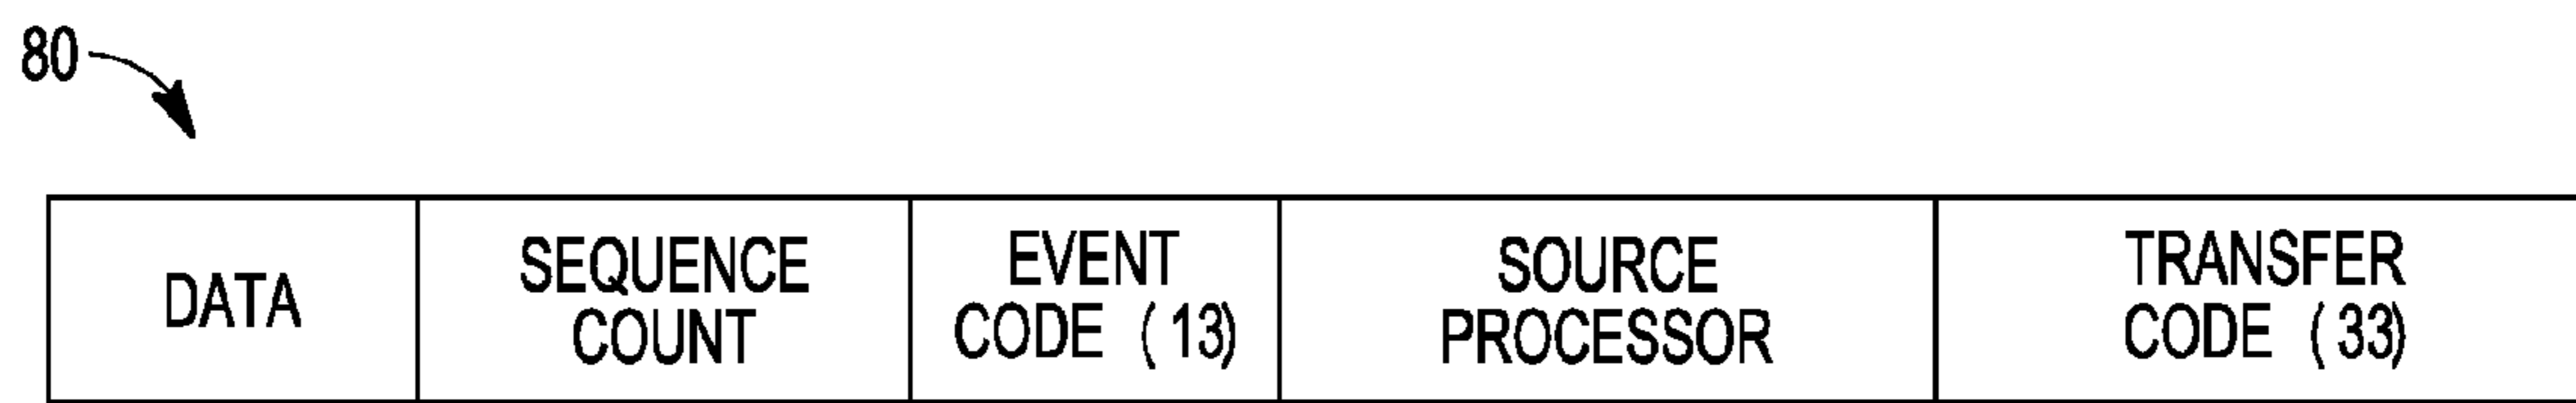 80
DATA
SEQUENCE
COUNT
EVENT
CODE (13)
SOURCE
PROCESSOR
TRANSFER
CODE (33)